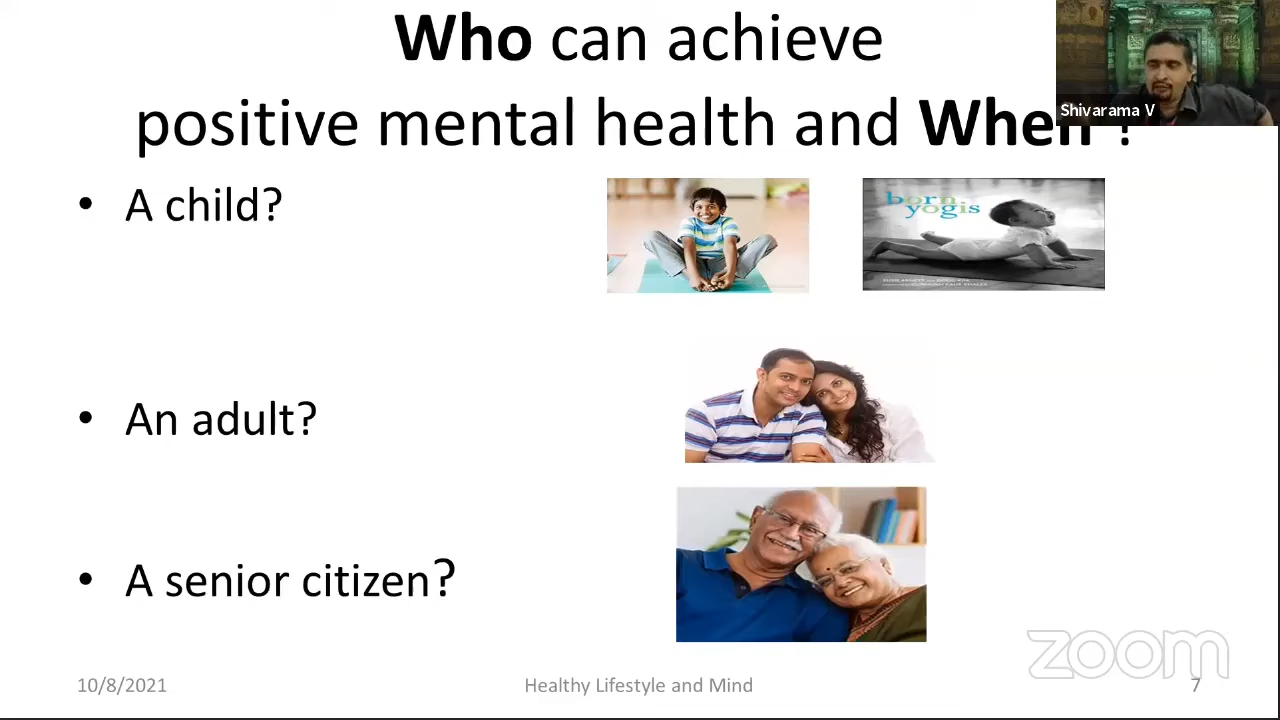 Who can achieve
positive mental health and When ?
Shivarama V
• A child?
born
yogis
• An adult?
• A senior citizen?
zoom
10/8/2021
Healthy Lifestyle and Mind
7